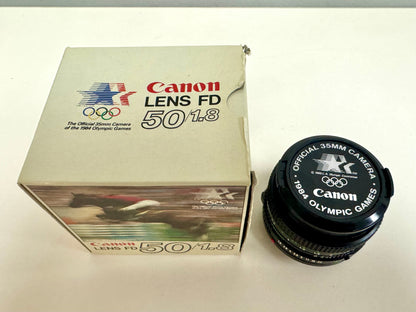 Canon
LENS FD
50/1.8
The Official 35mm Camera
of the 1984 Olympic Games
Canon
LENS FD 50/1.8
OFFICIAL 35MM CAMERA
Canon
1984 OLYMPIC GAMES